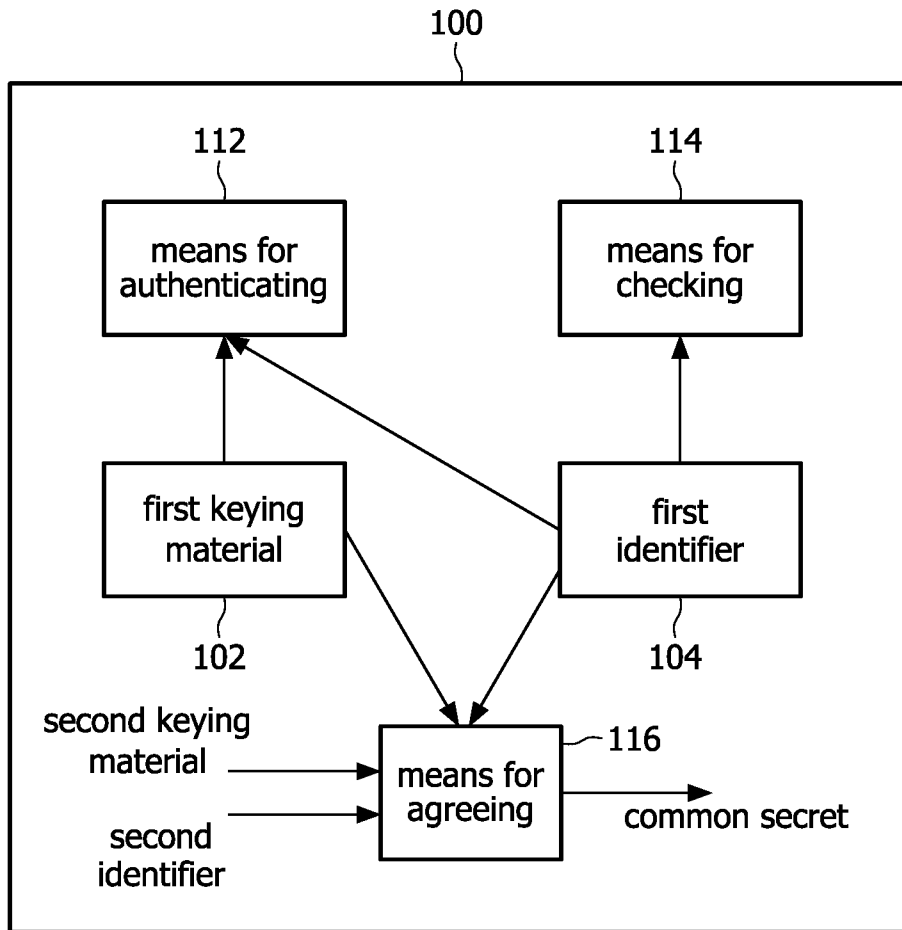 100
112
114
means for
authenticating
means for
checking
first keying
material
first
identifier
102
104
second keying
material
116
means for
agreeing
common secret
second
identifier